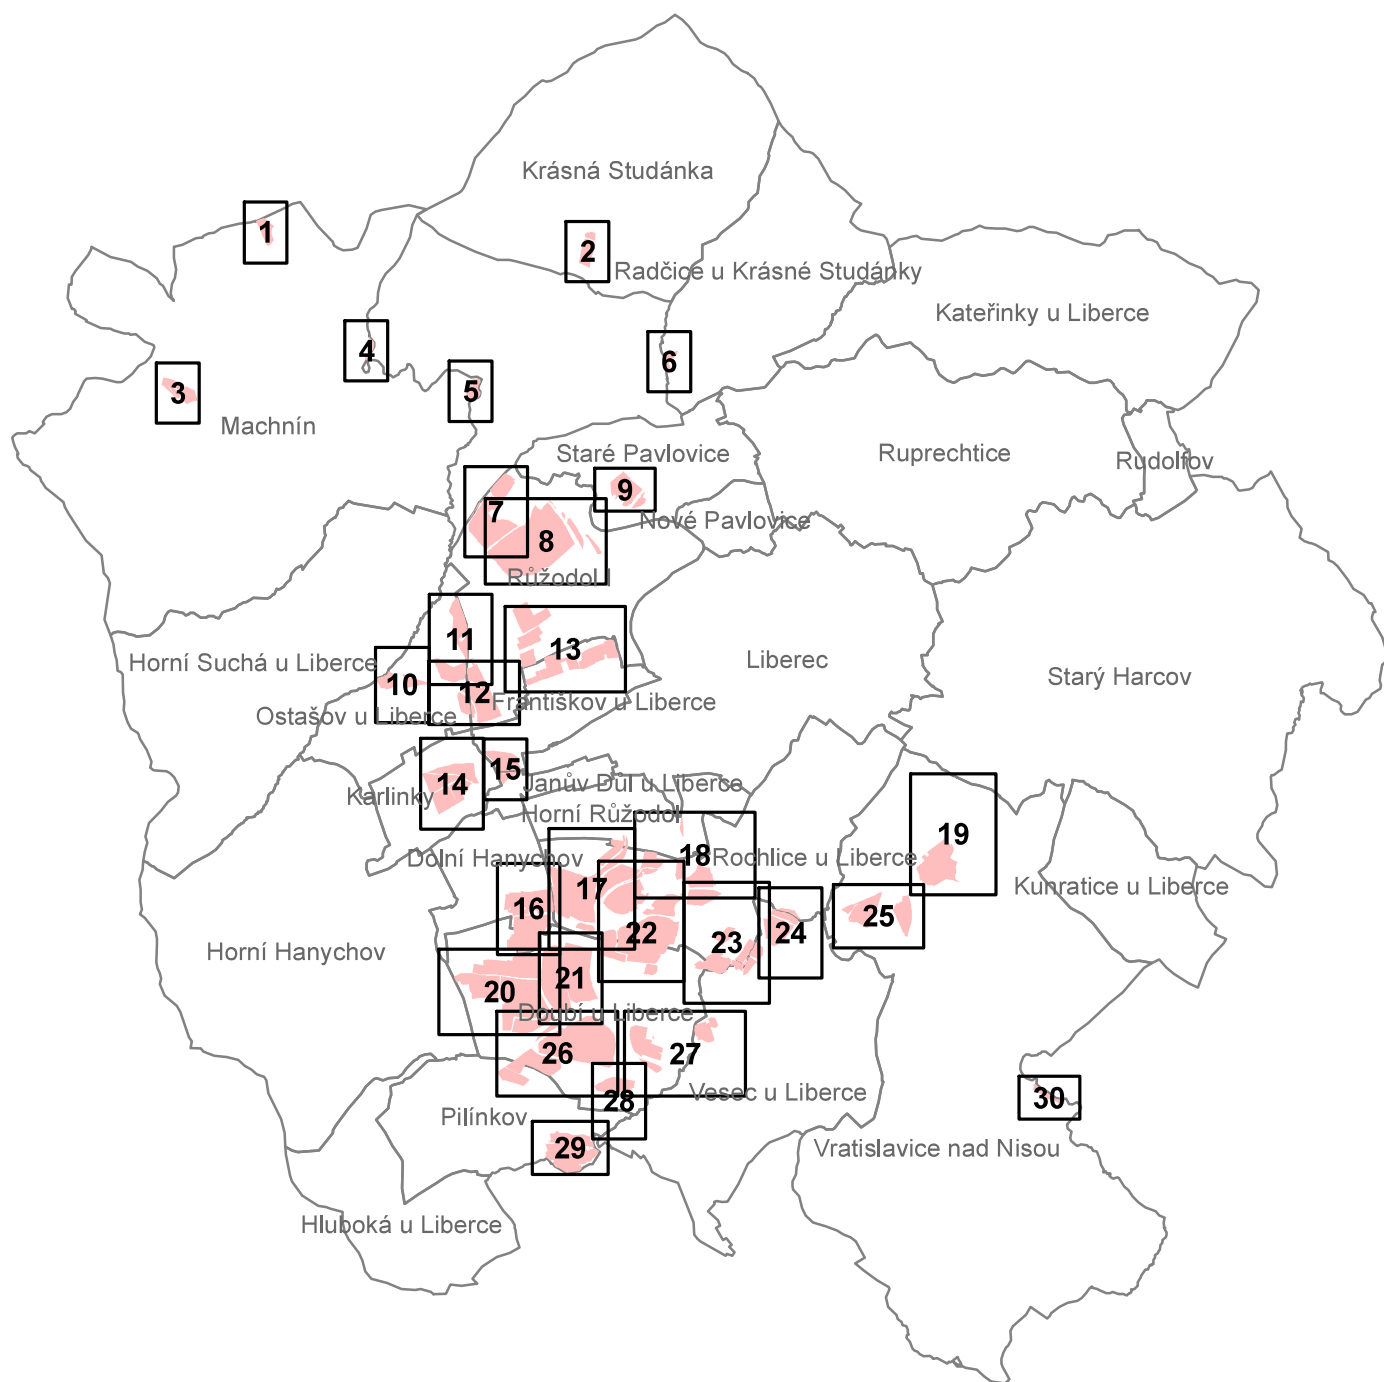 Krásná Studánka
1
2
Radčice u Krásné Studánky
Kateřinky u Liberce
4
6
3
5
Machnín
Staré Pavlovice
Ruprechtice
Rudolfov
9
7
Nové Pavlovice
8
Růžodol I
11
13
Horní Suchá u Liberce
Liberec
Starý Harcov
10
12
Františkov u Liberce
Ostašov u Liberce
15
14
Janův Důl u Liberce
Karlinky
Horní Růžodol
19
18
Dolní Hanychov
Rochlice u Liberce
Kunratice u Liberce
17
16
25
22
24
23
Horní Hanychov
21
20
Doubí u Liberce
26
27
Vesec u Liberce
28
30
Pilínkov
29
Vratislavice nad Nisou
Hluboká u Liberce